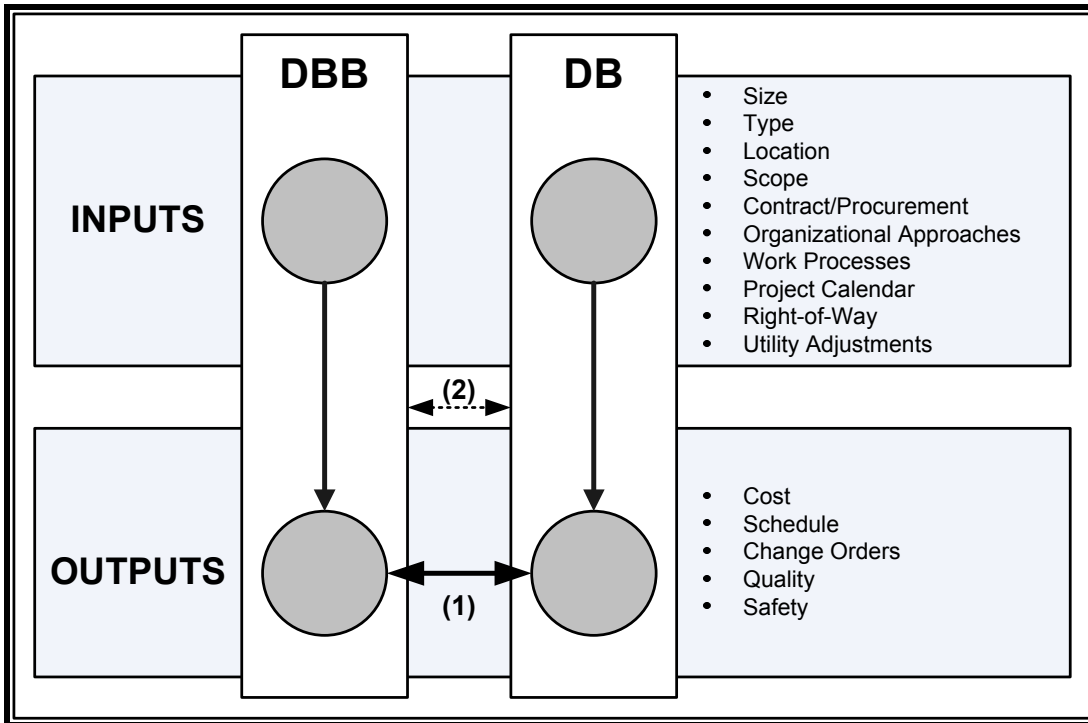 DBB
DB
INPUTS
• Size
• Type
• Location
• Scope
• Contract/Procurement
• Organizational Approaches
• Work Processes
• Project Calendar
• Right-of-Way
• Utility Adjustments
(2)
OUTPUTS
• Cost
• Schedule
• Change Orders
• Quality
• Safety
(1)